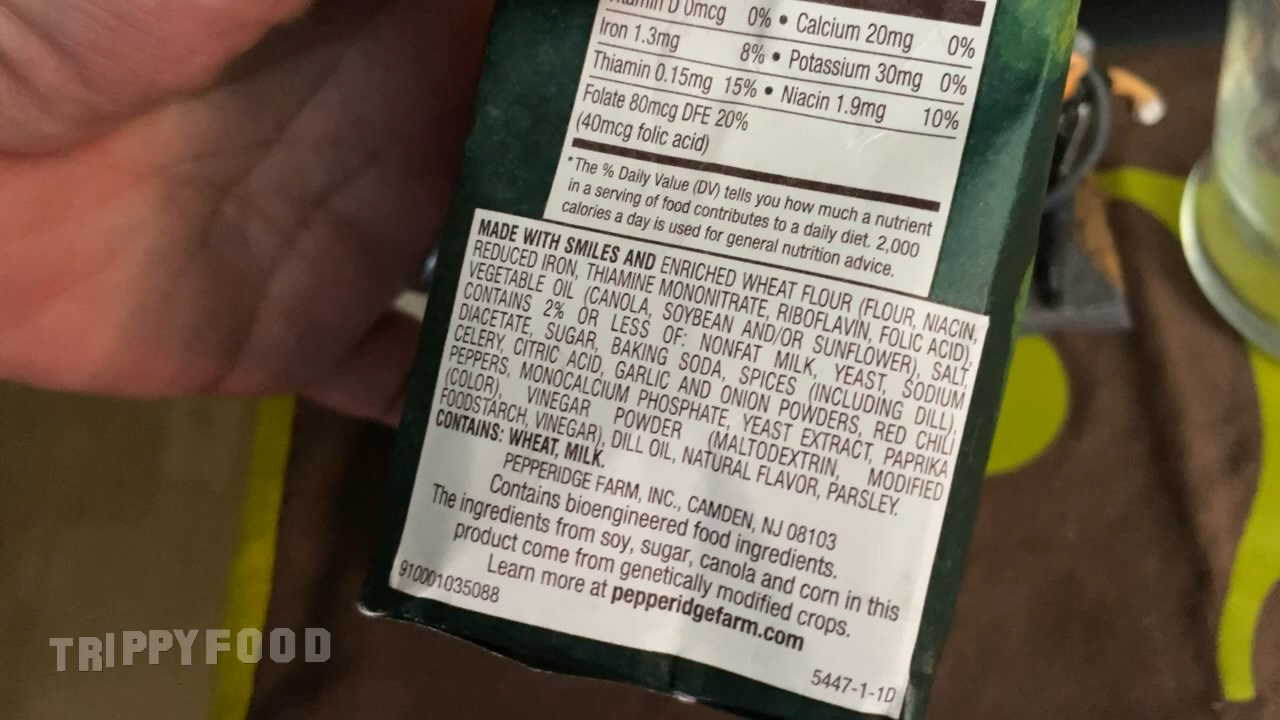 Vitamin D 0mcg 0% • Calcium 20mg 0%
Iron 1.3mg 8% • Potassium 30mg 0%
Thiamin 0.15mg 15% • Niacin 1.9mg 10%
Folate 80mcg DFE 20%
(40mcg folic acid)
*The % Daily Value (DV) tells you how much a nutrient
in a serving of food contributes to a daily diet. 2,000
calories a day is used for general nutrition advice.
MADE WITH SMILES AND ENRICHED WHEAT FLOUR (FLOUR, NIACIN,
REDUCED IRON, THIAMINE MONONITRATE, RIBOFLAVIN, FOLIC ACID),
VEGETABLE OIL (CANOLA, SOYBEAN AND/OR SUNFLOWER), SALT,
CONTAINS 2% OR LESS OF: NONFAT MILK, YEAST, SODIUM
DIACETATE, SUGAR, BAKING SODA, SPICES (INCLUDING DILL),
CELERY, CITRIC ACID, GARLIC AND ONION POWDERS, RED CHILI
PEPPERS, MONOCALCIUM PHOSPHATE, YEAST EXTRACT, PAPRIKA
(COLOR), VINEGAR POWDER (MALTODEXTRIN, MODIFIED
FOODSTARCH, VINEGAR), DILL OIL, NATURAL FLAVOR, PARSLEY.
CONTAINS: WHEAT, MILK.
PEPPERIDGE FARM, INC., CAMDEN, NJ 08103
Contains bioengineered food ingredients.
The ingredients from soy, sugar, canola and corn in this
product come from genetically modified crops.
Learn more at pepperidgefarm.com
910001035088
5447-1-1D
TRIPPYFOOD